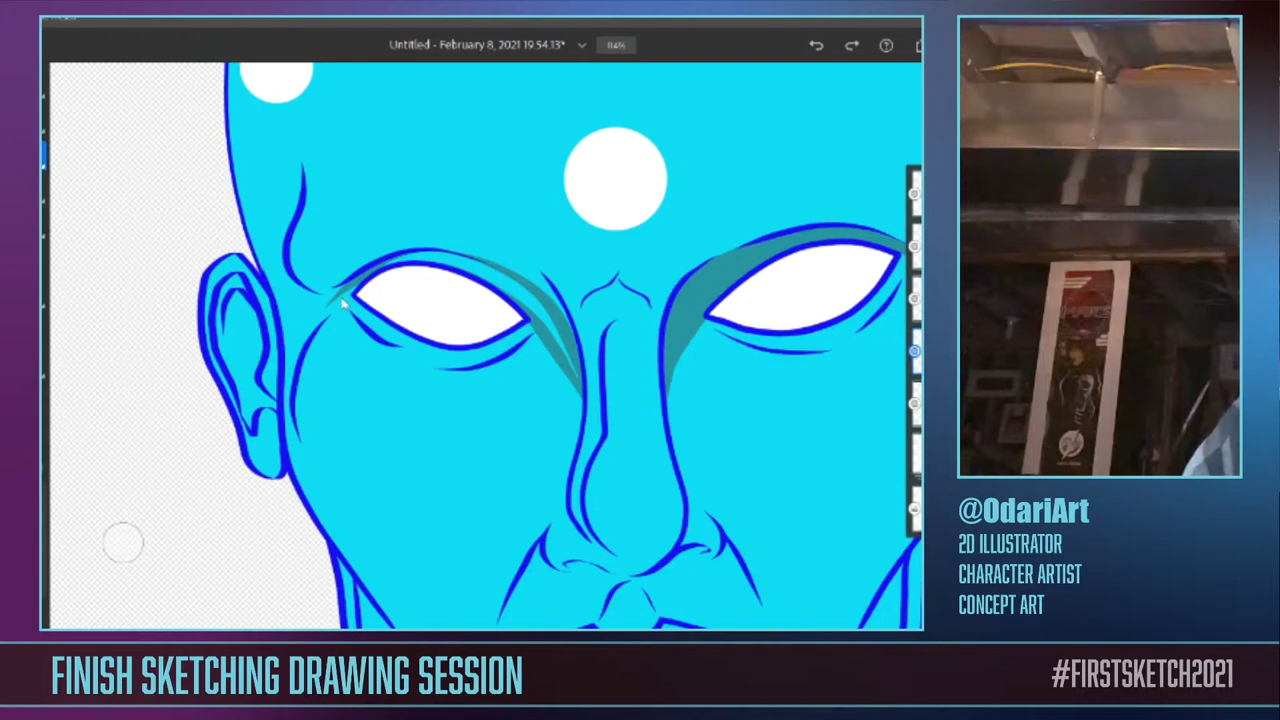 Untitled - February 8, 2021 19.54.13*
114%
@OdariArt
2D ILLUSTRATOR
CHARACTER ARTIST
CONCEPT ART
FINISH SKETCHING DRAWING SESSION
#FIRSTSKETCH2021